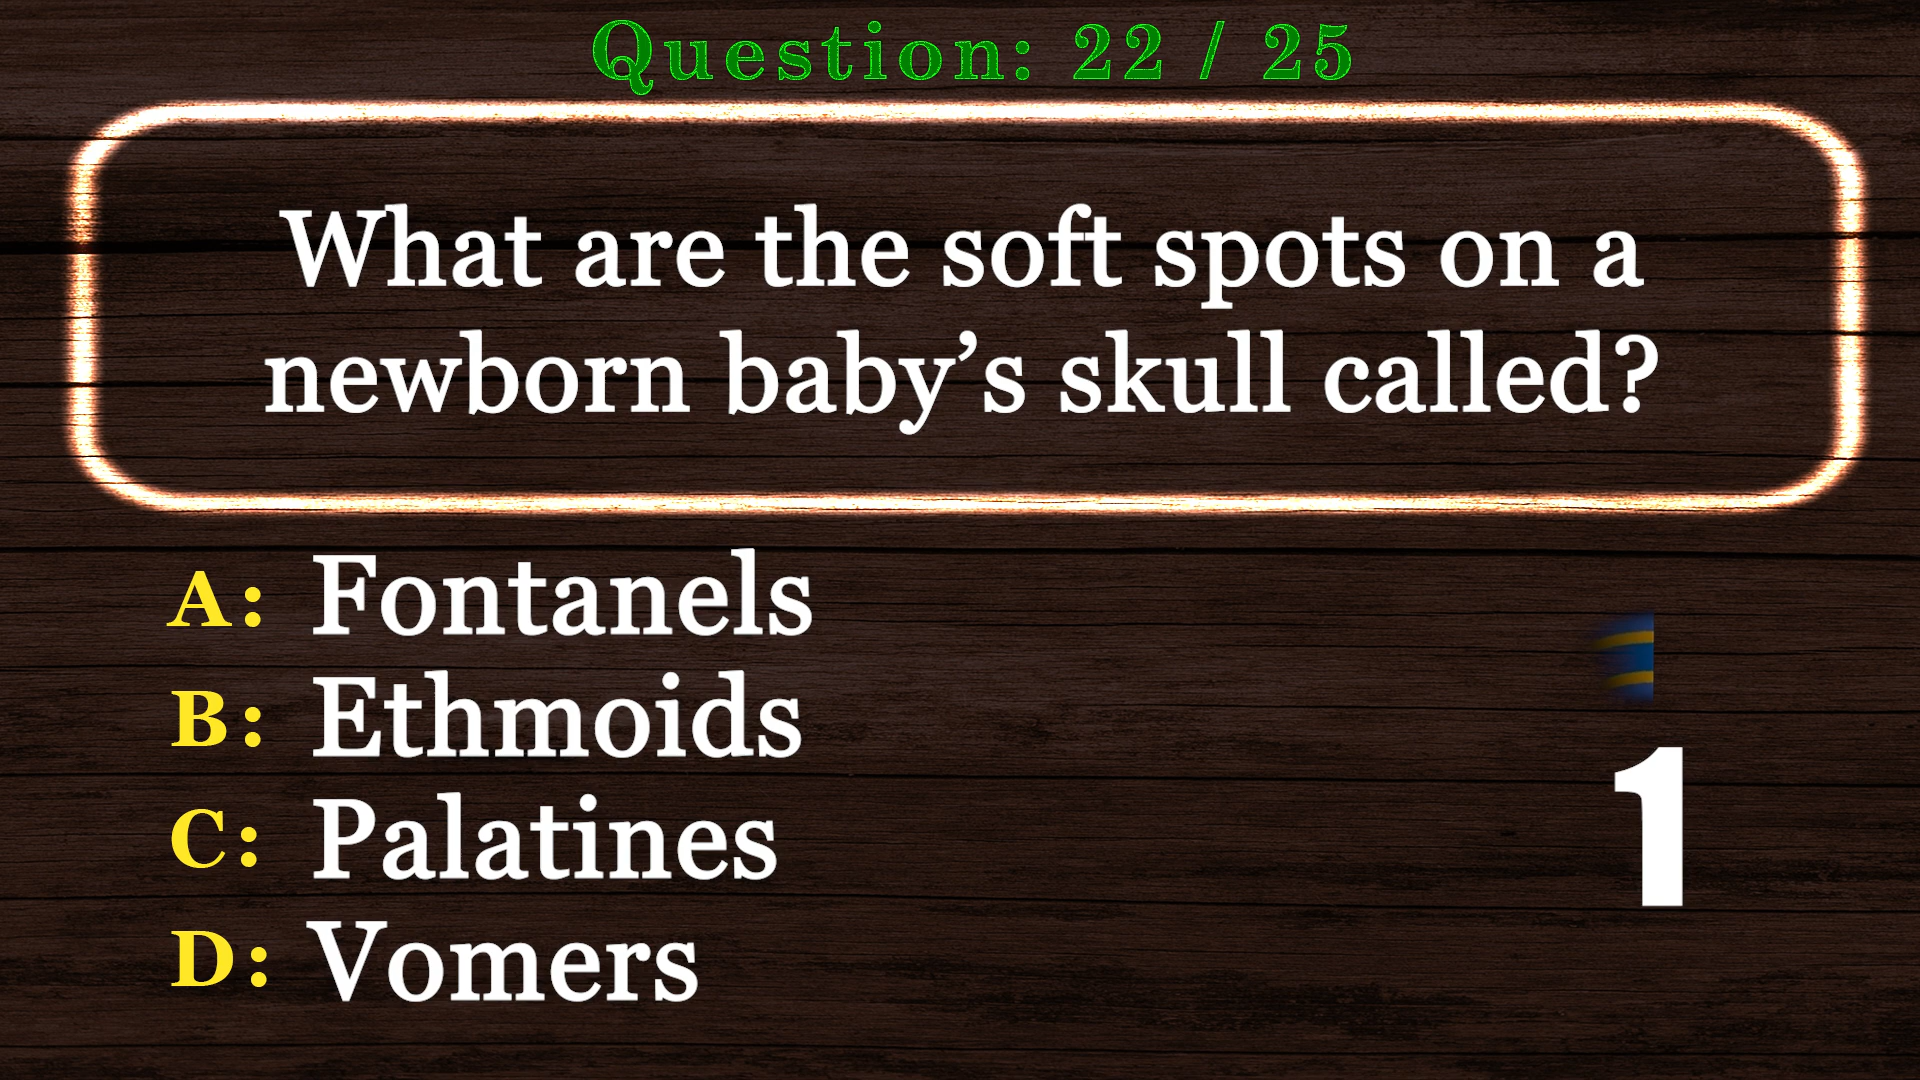 Question: 22 / 25
What are the soft spots on a
newborn baby’s skull called?
A: Fontanels
B: Ethmoids
C: Palatines
D: Vomers
1